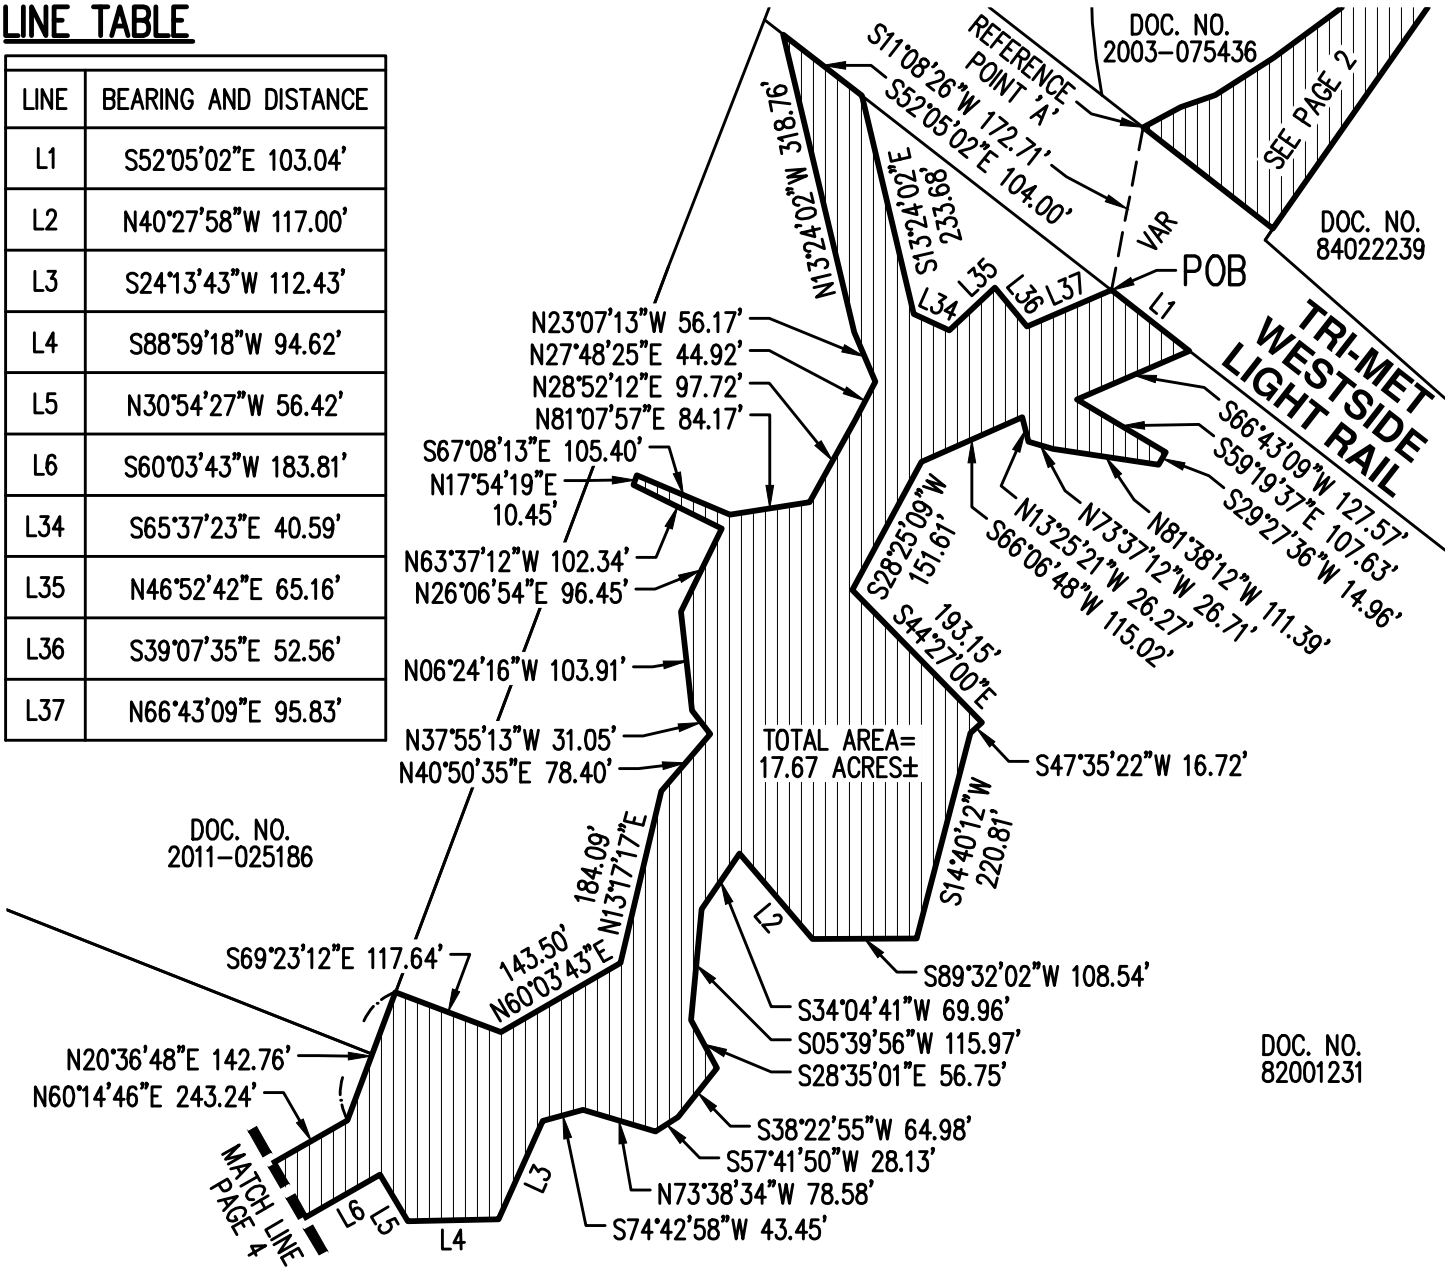 LINE TABLE
LINE BEARING AND DISTANCE
L1 S52°05'02"E 103.04'
L2 N40°27'58"W 117.00'
L3 S24°13'43"W 112.43'
L4 S88°59'18"W 94.62'
L5 N30°54'27"W 56.42'
L6 S60°03'43"W 183.81'
L34 S65°37'23"E 40.59'
L35 N46°52'42"E 65.16'
L36 S39°07'35"E 52.56'
L37 N66°43'09"E 95.83'
DOC. NO.
2003-075436
REFERENCE
POINT 'A'
S11°08'26"W 172.71'
S52°05'02"E 104.00'
SEE PAGE 2
DOC. NO.
84022239
VAR
POB
TRI-MET
WESTSIDE
LIGHT RAIL
N13°24'02"W 318.76'
S13°24'02"E
233.68'
L34
L35
L36
L37
L1
N23°07'13"W 56.17'
N27°48'25"E 44.92'
N28°52'12"E 97.72'
N81°07'57"E 84.17'
S67°08'13"E 105.40'
N17°54'19"E
10.45'
N63°37'12"W 102.34'
N26°06'54"E 96.45'
N06°24'16"W 103.91'
N37°55'13"W 31.05'
N40°50'35"E 78.40'
S66°43'09"W 127.57'
S59°19'37"E 107.63'
S29°27'36"W 14.96'
N81°38'12"W 111.39'
N73°37'12"W 26.71'
N13°25'21"W 26.27'
S66°06'48"W 115.02'
S28°25'09"W
151.61'
193.15'
S44°27'00"E
TOTAL AREA=
17.67 ACRES±
S47°35'22"W 16.72'
S14°40'12"W
220.81'
DOC. NO.
2011-025186
184.09'
N13°17'17"E
143.50'
N60°03'43"E
L2
S69°23'12"E 117.64'
S89°32'02"W 108.54'
S34°04'41"W 69.96'
S05°39'56"W 115.97'
S28°35'01"E 56.75'
DOC. NO.
82001231
N20°36'48"E 142.76'
N60°14'46"E 243.24'
S38°22'55"W 64.98'
S57°41'50"W 28.13'
N73°38'34"W 78.58'
S74°42'58"W 43.45'
MATCH LINE
PAGE 4
L6
L5
L4
L3